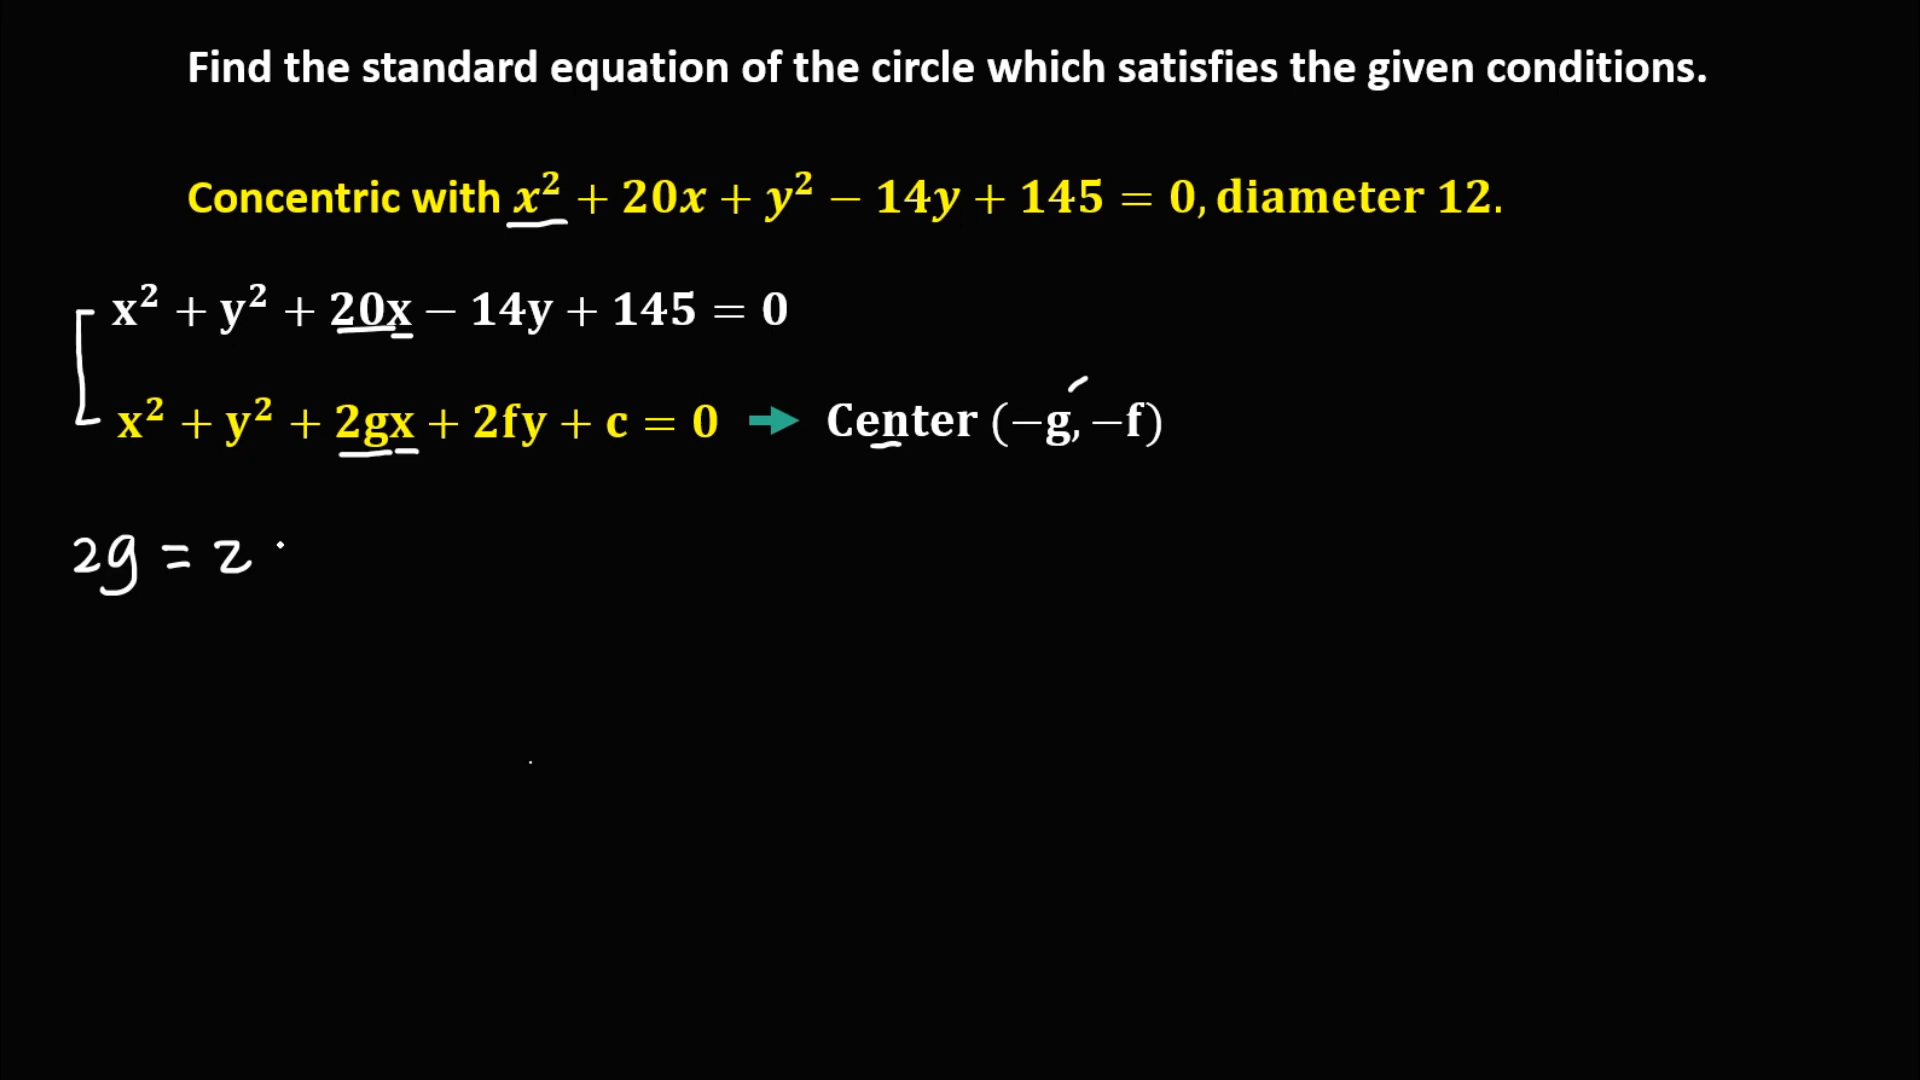 Find the standard equation of the circle which satisfies the given conditions.
Concentric with x² + 20x + y² − 14y + 145 = 0, diameter 12.
x² + y² + 20x − 14y + 145 = 0
x² + y² + 2gx + 2fy + c = 0 ➡ Center (−g, −f)
2g = 2